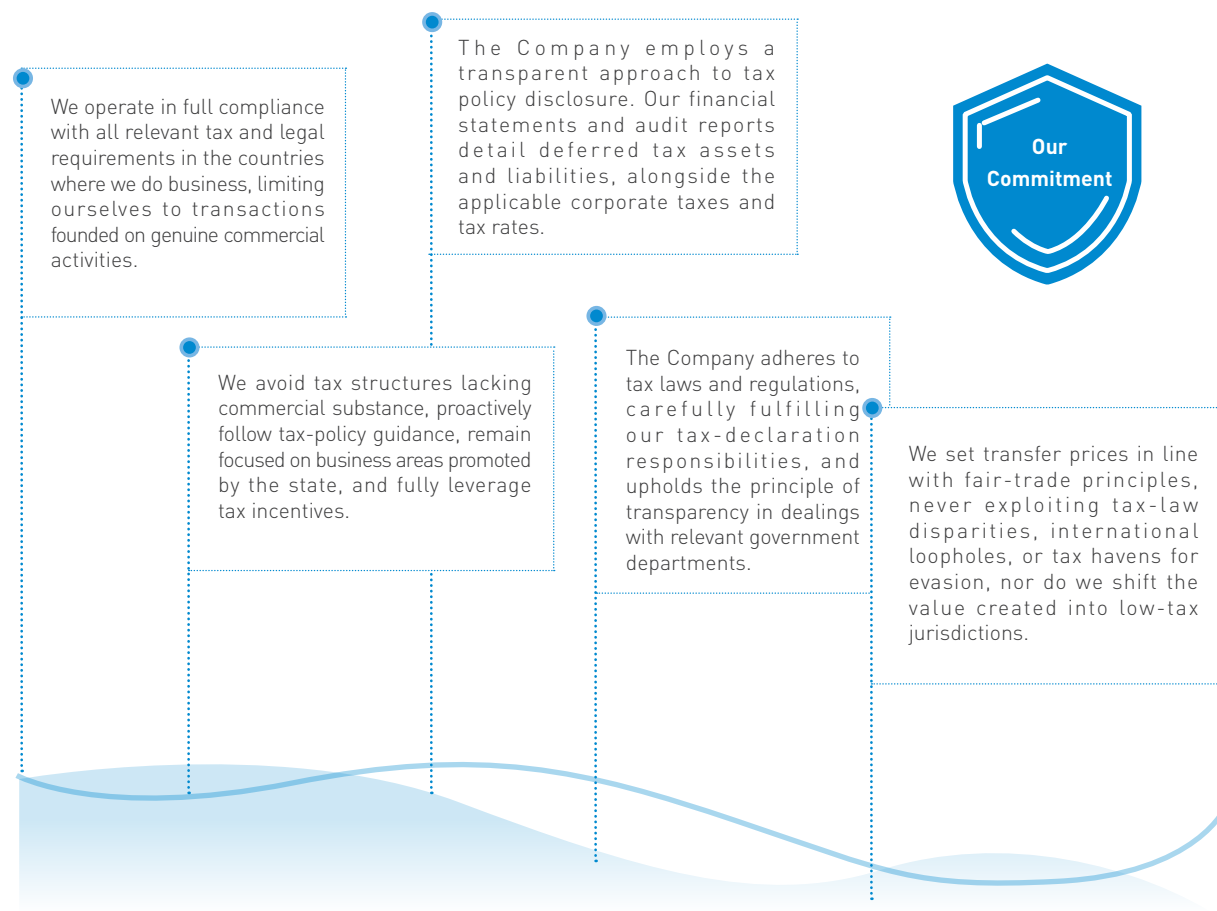 We operate in full compliance
with all relevant tax and legal
requirements in the countries
where we do business, limiting
ourselves to transactions
founded on genuine commercial
activities.
We avoid tax structures lacking
commercial substance, proactively
follow tax-policy guidance, remain
focused on business areas promoted
by the state, and fully leverage
tax incentives.
The Company employs a
transparent approach to tax
policy disclosure. Our financial
statements and audit reports
detail deferred tax assets
and liabilities, alongside the
applicable corporate taxes and
tax rates.
The Company adheres to
tax laws and regulations,
carefully fulfilling
our tax-declaration
responsibilities, and
upholds the principle of
transparency in dealings
with relevant government
departments.
We set transfer prices in line
with fair-trade principles,
never exploiting tax-law
disparities, international
loopholes, or tax havens for
evasion, nor do we shift the
value created into low-tax
jurisdictions.
Our
Commitment